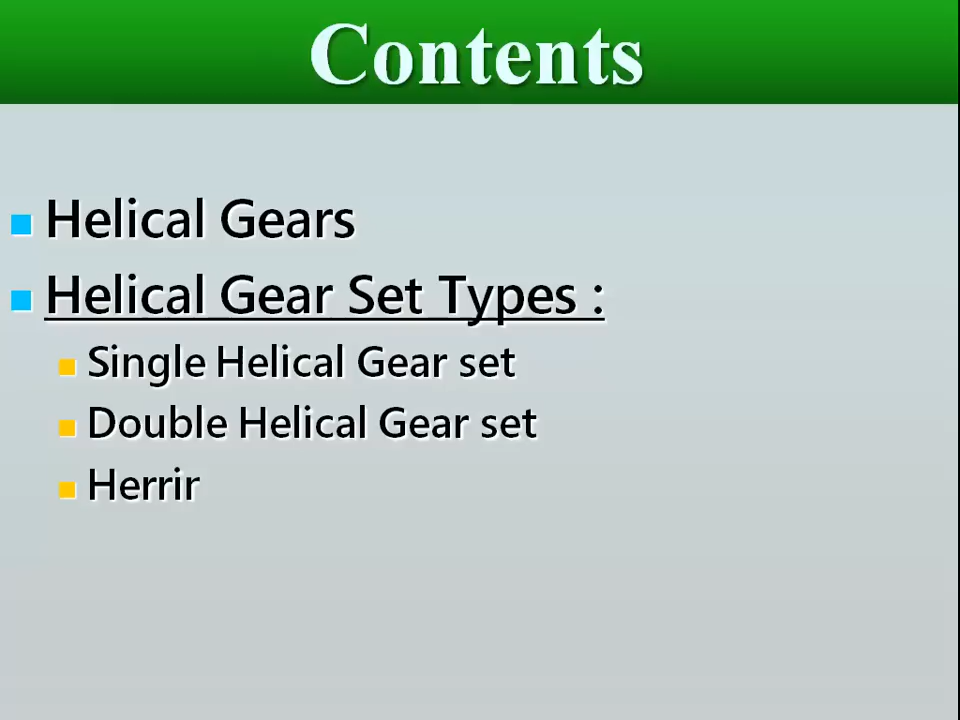 Contents
Helical Gears
Helical Gear Set Types :
Single Helical Gear set
Double Helical Gear set
Herrir